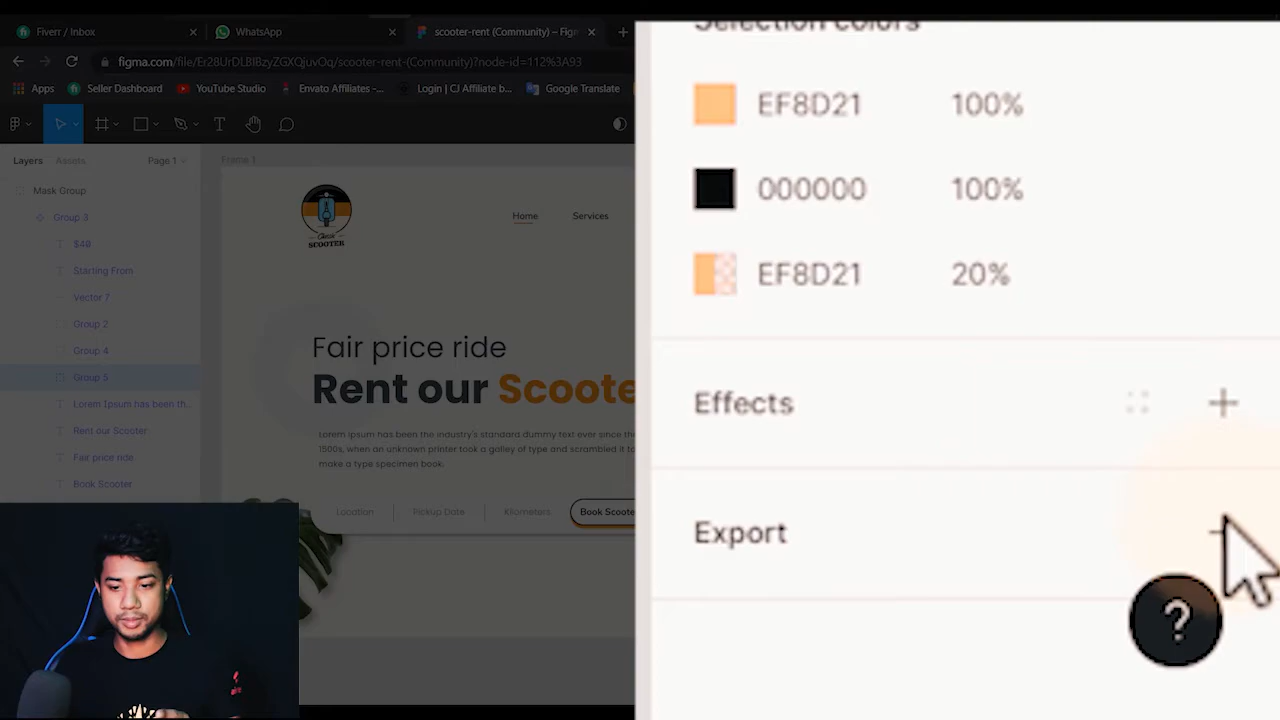 Fiverr / Inbox
WhatsApp
scooter-rent (Community) – Figm
figma.com/file/Er28UrDLBIBzyZGXQjuvOq/scooter-rent-(Community)?node-id=112%3A93
Apps
Seller Dashboard
YouTube Studio
Envato Affiliates -...
Login | CJ Affiliate b...
Google Translate
Layers
Assets
Page 1
Mask Group
Group 3
$40
Starting From
Vector 7
Group 2
Group 4
Group 5
Lorem Ipsum has been th...
Rent our Scooter
Fair price ride
Book Scooter
Frame 1
Classic
SCOOTER
Home
Services
Fair price ride
Rent our Scoote
Lorem Ipsum has been the industry's standard dummy text ever since the
1500s, when an unknown printer took a galley of type and scrambled it to
make a type specimen book.
Location
Pickup Date
Kilometers
Book Scoote
Selection colors
EF8D21 100%
000000 100%
EF8D21 20%
Effects
Export
?